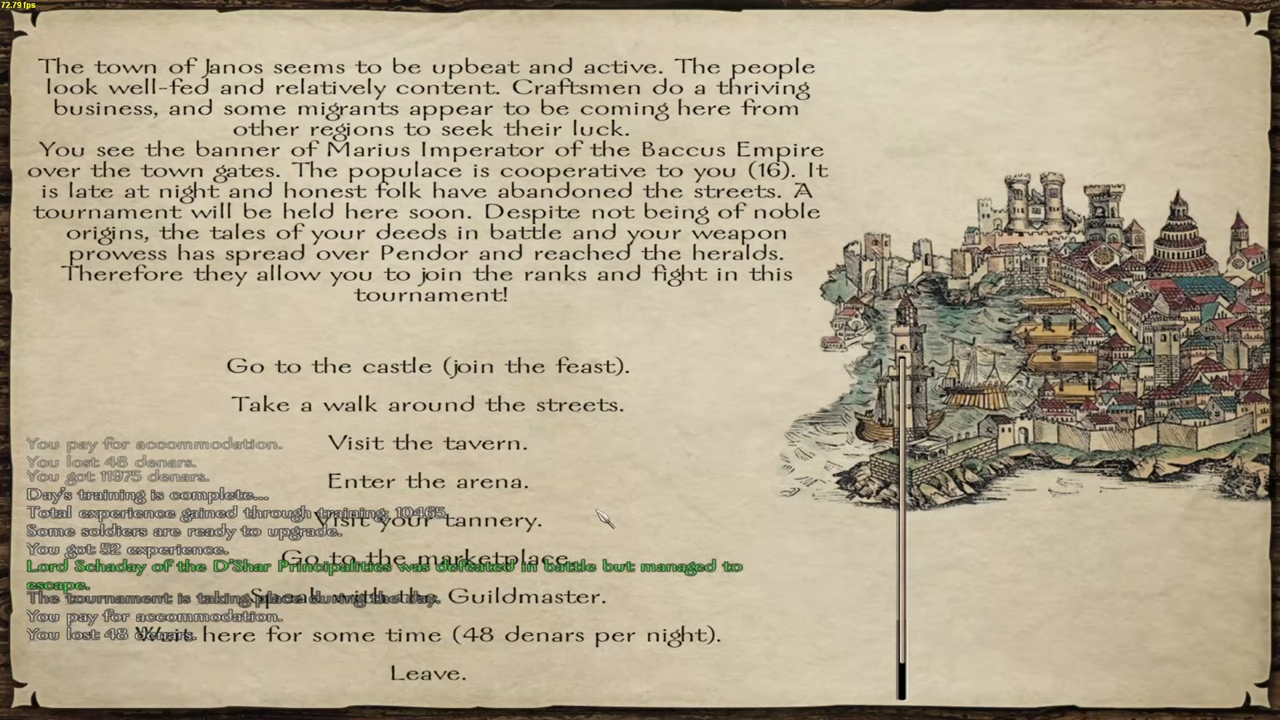 72.79 fps
The town of Janos seems to be upbeat and active. The people
look well-fed and relatively content. Craftsmen do a thriving
business, and some migrants appear to be coming here from
other regions to seek their luck.
You see the banner of Marius Imperator of the Baccus Empire
over the town gates. The populace is cooperative to you (16). It
is late at night and honest folk have abandoned the streets. A
tournament will be held here soon. Despite not being of noble
origins, the tales of your deeds in battle and your weapon
prowess has spread over Pendor and reached the heralds.
Therefore they allow you to join the ranks and fight in this
tournament!
Go to the castle (join the feast).
Take a walk around the streets.
Visit the tavern.
Enter the arena.
Visit your tannery.
Go to the marketplace.
Speak with the Guildmaster.
Wait here for some time (48 denars per night).
Leave.
You pay for accommodation.
You lost 48 denars.
You got 11975 denars.
Day's training is complete...
Total experience gained through training: 10465.
Some soldiers are ready to upgrade.
You got 52 experience.
Lord Schaday of the D'Shar Principalities was defeated in battle but managed to
escape.
The tournament is taking place during the day.
You pay for accommodation.
You lost 48 denars.